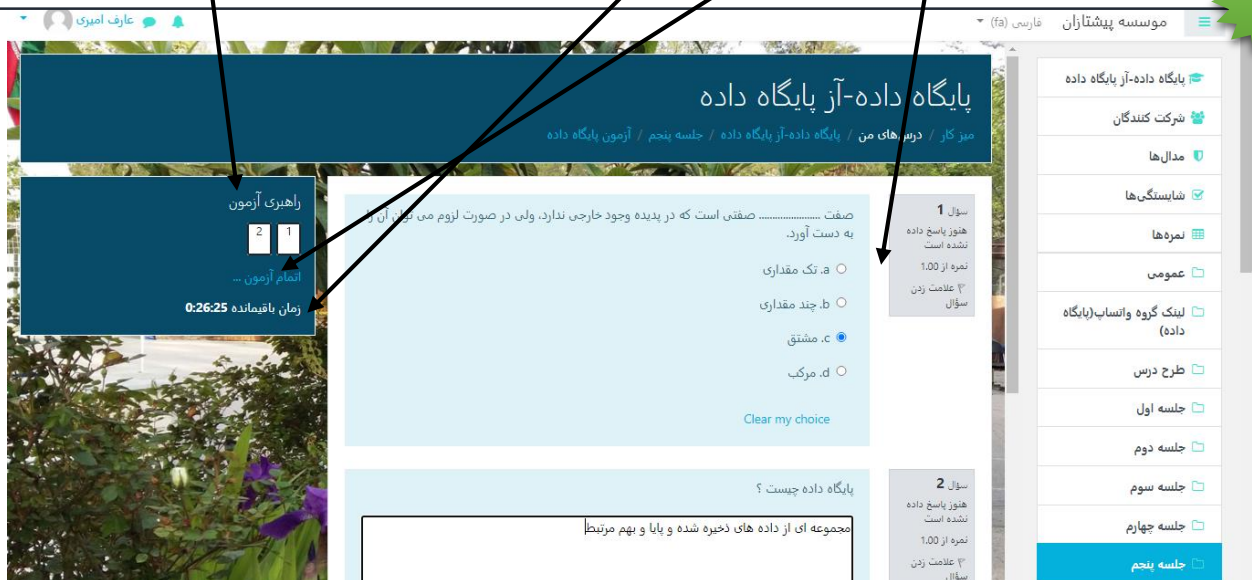 موسسه پیشتازان
فارسی (fa)
عارف امیری
پایگاه داده-آز پایگاه داده
شرکت کنندگان
مدال‌ها
شایستگی‌ها
نمره‌ها
عمومی
لینک گروه واتساپ(پایگاه
داده)
طرح درس
جلسه اول
جلسه دوم
جلسه سوم
جلسه چهارم
جلسه پنجم
پایگاه داده-آز پایگاه داده
میز کار / درس‌های من / پایگاه داده-آز پایگاه داده / جلسه پنجم / آزمون پایگاه داده
سؤال 1
هنوز پاسخ داده
نشده است
نمره از 1.00
علامت زدن
سؤال
صفت ..................... صفتی است که در پدیده وجود خارجی ندارد، ولی در صورت لزوم می توان آن را
به دست آورد.
a. تک مقداری
b. چند مقداری
c. مشتق
d. مرکب
Clear my choice
سؤال 2
هنوز پاسخ داده
نشده است
نمره از 1.00
علامت زدن
سؤال
پایگاه داده چیست ؟
مجموعه ای از داده های ذخیره شده و پایا و بهم مرتبط
راهبری آزمون
1 2
اتمام آزمون ...
زمان باقیمانده 0:26:25